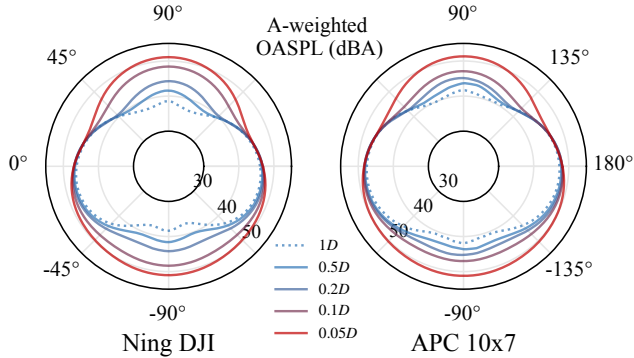 90°
A-weighted
OASPL (dBA)
90°
45°
135°
0°
180°
30
40
50
30
40
50
1D
0.5D
0.2D
0.1D
0.05D
-45°
-135°
-90°
-90°
Ning DJI
APC 10x7